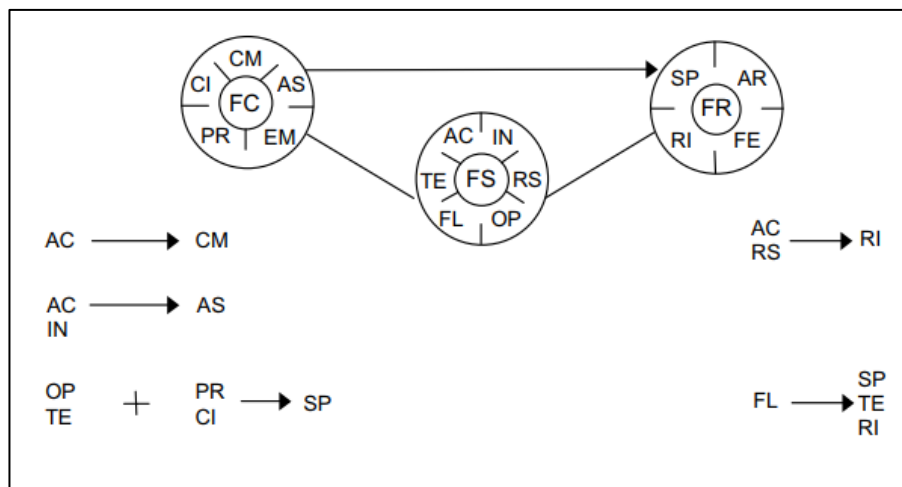 CM
CI AS
FC
PR EM
SP AR
FR
RI FE
AC IN
TE FS RS
FL OP
AC CM
AC
RS RI
AC AS
IN
OP
TE
+
PR
CI
SP
FL
SP
TE
RI